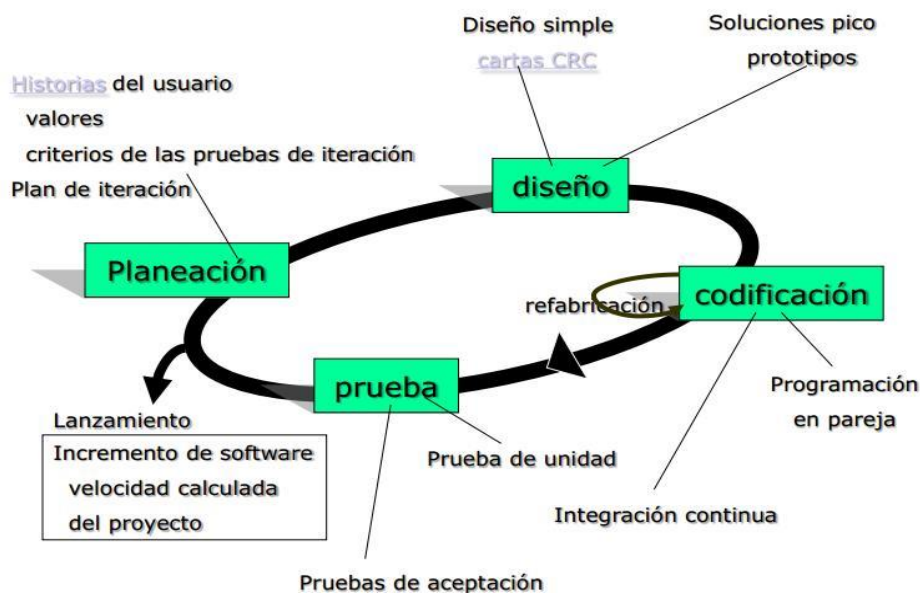 Diseño simple
cartas CRC
Soluciones pico
prototipos
Historias del usuario
valores
criterios de las pruebas de iteración
Plan de iteración
diseño
Planeación
codificación
refabricación
prueba
Programación
en pareja
Lanzamiento
Incremento de software
velocidad calculada
del proyecto
Prueba de unidad
Integración continua
Pruebas de aceptación